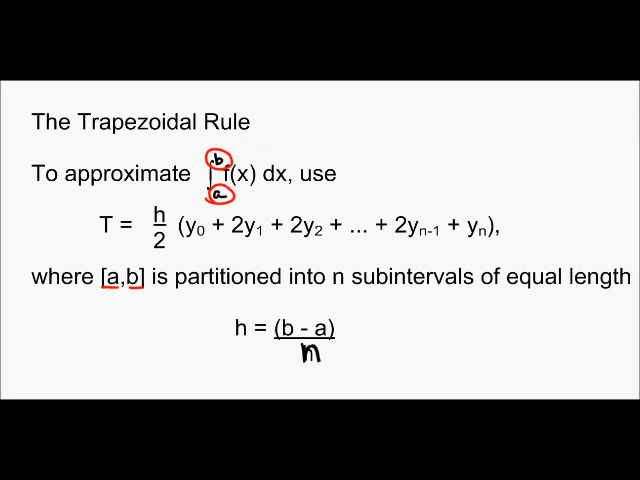 The Trapezoidal Rule
To approximate ∫ₐᵇ f(x) dx, use
T = h/2 (y₀ + 2y₁ + 2y₂ + ... + 2yₙ₋₁ + yₙ),
where [a,b] is partitioned into n subintervals of equal length
h = (b - a)/n